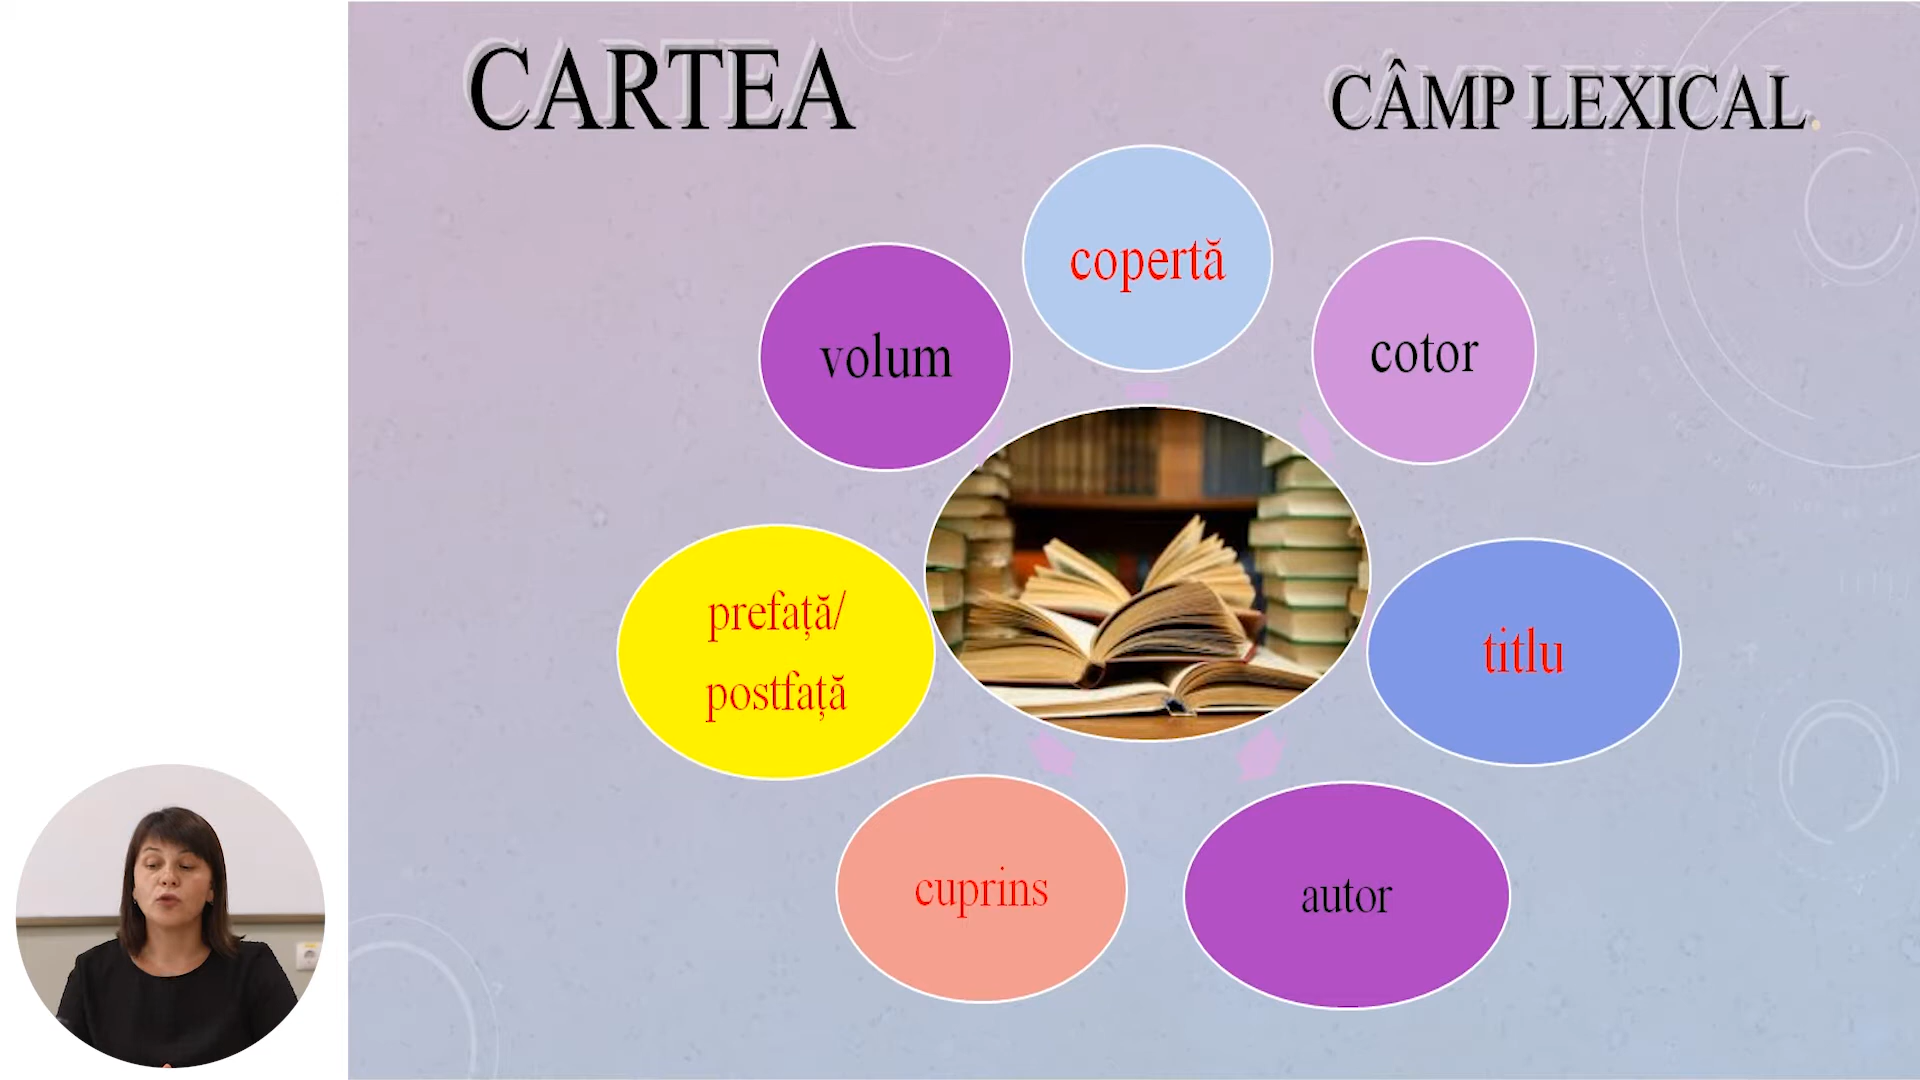 CARTEA
CÂMP LEXICAL.
copertă
volum
cotor
prefață/
postfață
titlu
cuprins
autor